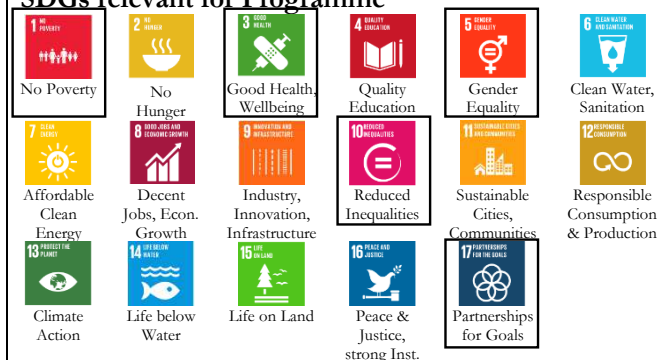 SDGs relevant for Programme
1 NO POVERTY
2 NO HUNGER
3 GOOD HEALTH
4 QUALITY EDUCATION
5 GENDER EQUALITY
6 CLEAN WATER AND SANITATION
No Poverty
No Hunger
Good Health, Wellbeing
Quality Education
Gender Equality
Clean Water, Sanitation
7 CLEAN ENERGY
8 GOOD JOBS AND ECONOMIC GROWTH
9 INNOVATION AND INFRASTRUCTURE
10 REDUCED INEQUALITIES
11 SUSTAINABLE CITIES AND COMMUNITIES
12 RESPONSIBLE CONSUMPTION
Affordable Clean Energy
Decent Jobs, Econ. Growth
Industry, Innovation, Infrastructure
Reduced Inequalities
Sustainable Cities, Communities
Responsible Consumption & Production
13 PROTECT THE PLANET
14 LIFE BELOW WATER
15 LIFE ON LAND
16 PEACE AND JUSTICE
17 PARTNERSHIPS FOR THE GOALS
Climate Action
Life below Water
Life on Land
Peace & Justice, strong Inst.
Partnerships for Goals